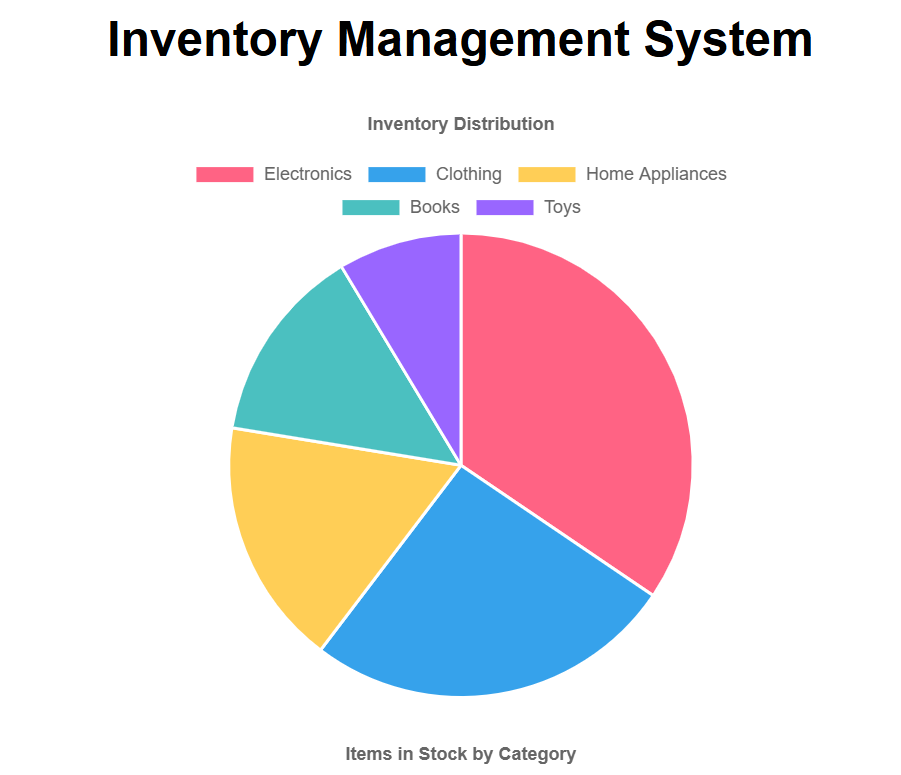 Inventory Management System
Inventory Distribution
Electronics Clothing Home Appliances
Books Toys
Items in Stock by Category